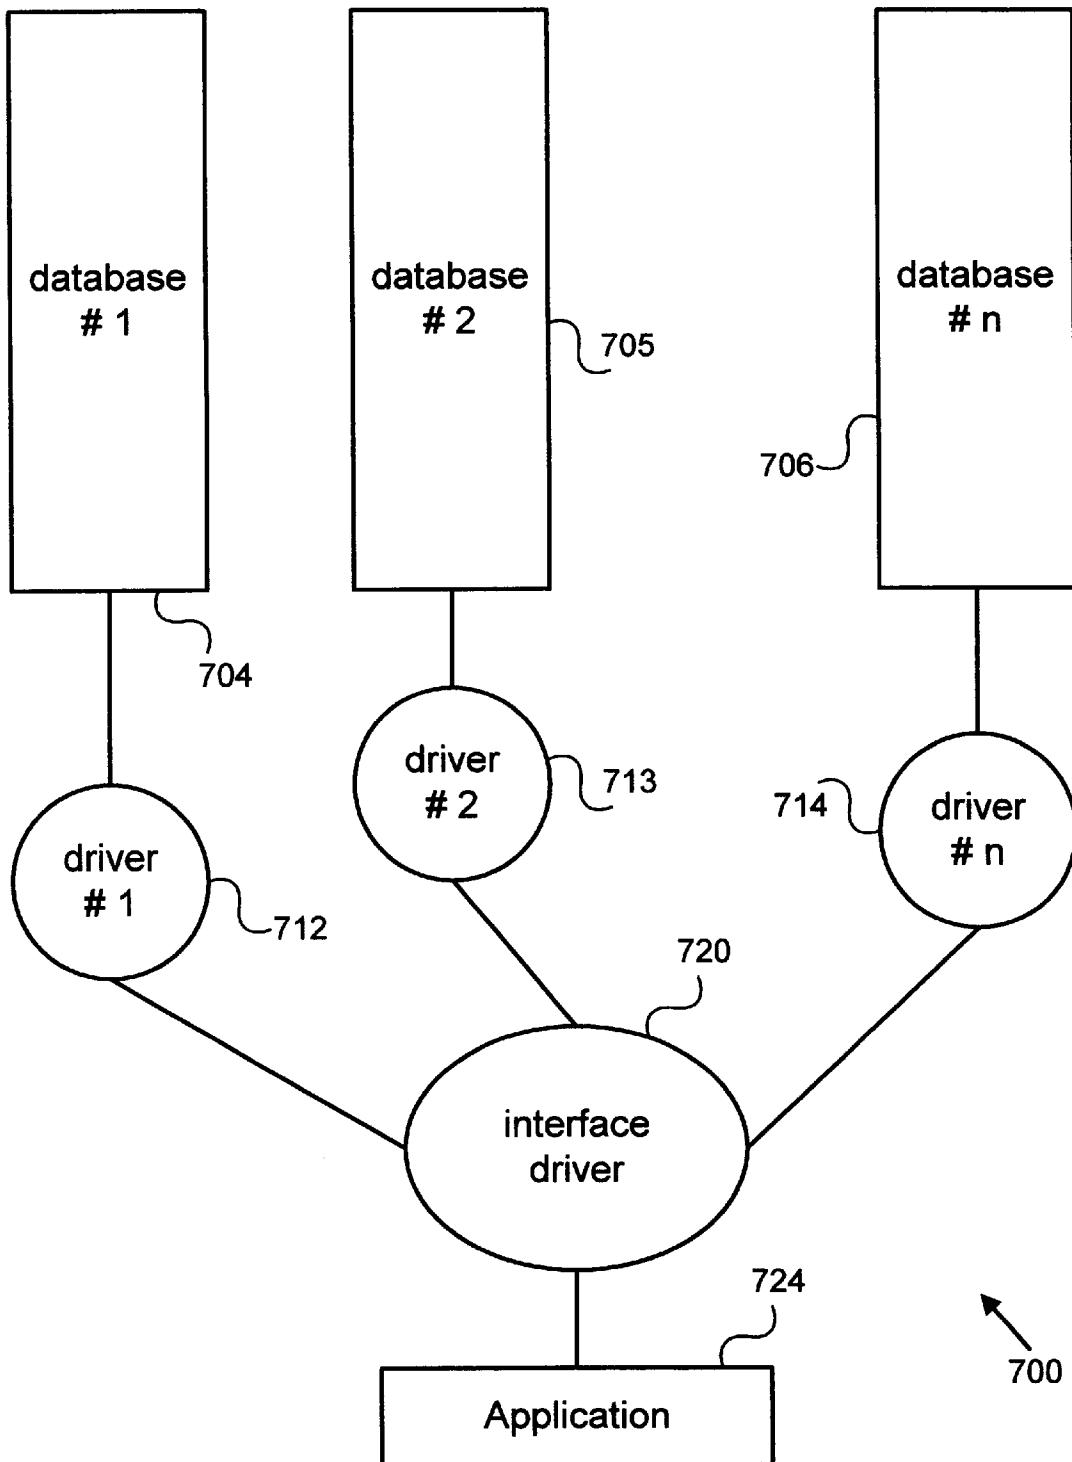 database
# 1
database
# 2
database
# n
705
706
704
driver
# 2
713
714
driver
# n
driver
# 1
712
720
interface
driver
724
700
Application